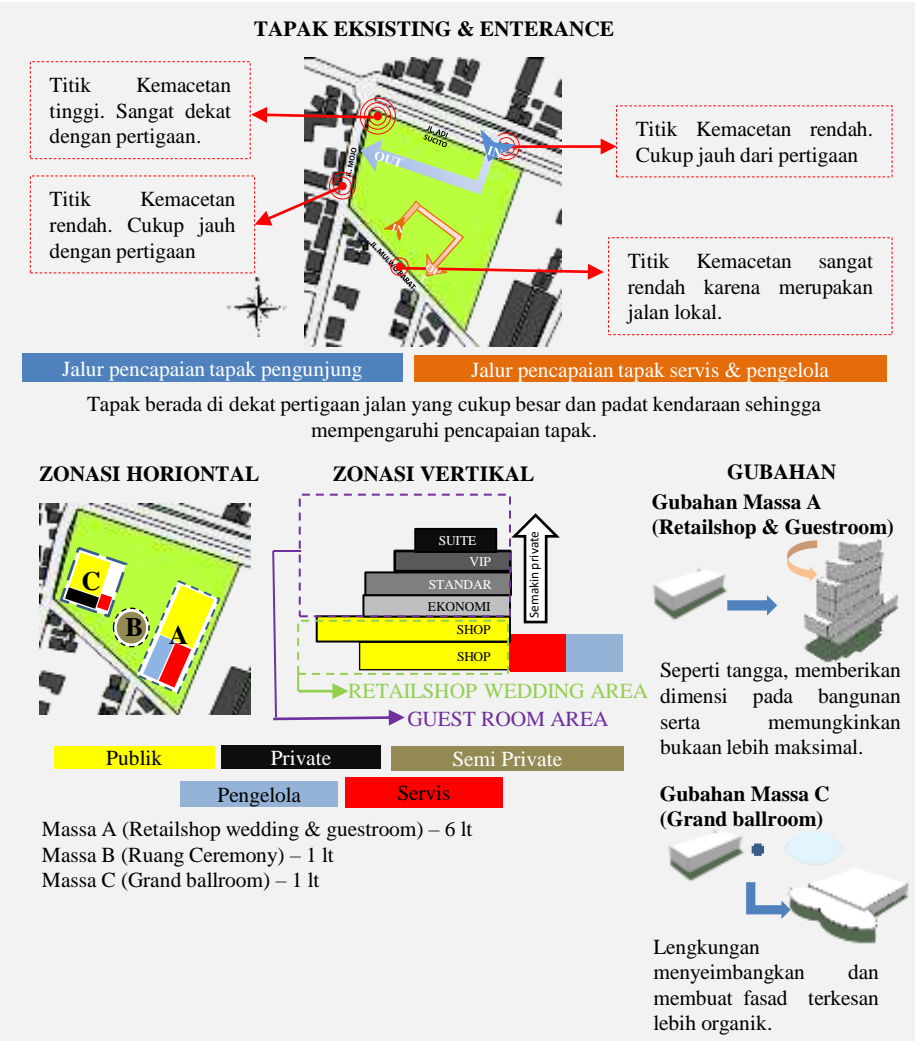 TAPAK EKSISTING & ENTERANCE
Titik Kemacetan
tinggi. Sangat dekat
dengan pertigaan.
Titik Kemacetan
rendah. Cukup jauh
dengan pertigaan
JL. ADI
SUCITO
JL. MOJO
OUT
IN
IN
JL.MULWO BARAT
Titik Kemacetan rendah.
Cukup jauh dari pertigaan
Titik Kemacetan sangat
rendah karena merupakan
jalan lokal.
Jalur pencapaian tapak pengunjung
Jalur pencapaian tapak servis & pengelola
Tapak berada di dekat pertigaan jalan yang cukup besar dan padat kendaraan sehingga
mempengaruhi pencapaian tapak.
ZONASI HORIONTAL
C
B
A
ZONASI VERTIKAL
SUITE
VIP
STANDAR
EKONOMI
SHOP
SHOP
Semakin private
RETAILSHOP WEDDING AREA
GUEST ROOM AREA
Publik
Private
Semi Private
Pengelola
Servis
Massa A (Retailshop wedding & guestroom) – 6 lt
Massa B (Ruang Ceremony) – 1 lt
Massa C (Grand ballroom) – 1 lt
GUBAHAN
Gubahan Massa A
(Retailshop & Guestroom)
Seperti tangga, memberikan
dimensi pada bangunan
serta memungkinkan
bukaan lebih maksimal.
Gubahan Massa C
(Grand ballroom)
Lengkungan
menyeimbangkan dan
membuat fasad terkesan
lebih organik.